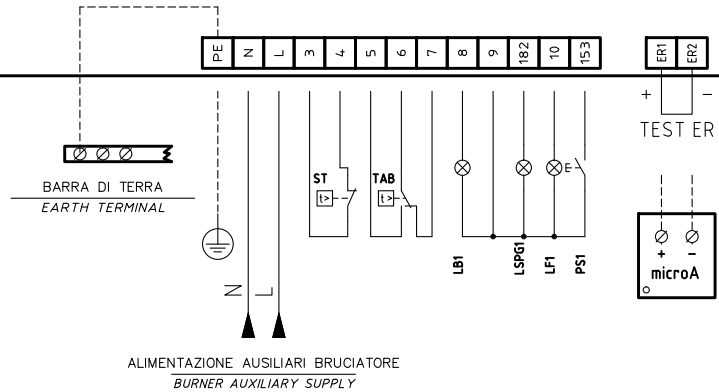 PE N L 3 4 5 6 7 8 9 182 10 153 ER1 ER2
+ −
TEST ER
BARRA DI TERRA
EARTH TERMINAL
ST
t>
TAB
t>
E
LB1
LSPG1
LF1
PS1
+ −
microA
N
L
ALIMENTAZIONE AUSILIARI BRUCIATORE
BURNER AUXILIARY SUPPLY